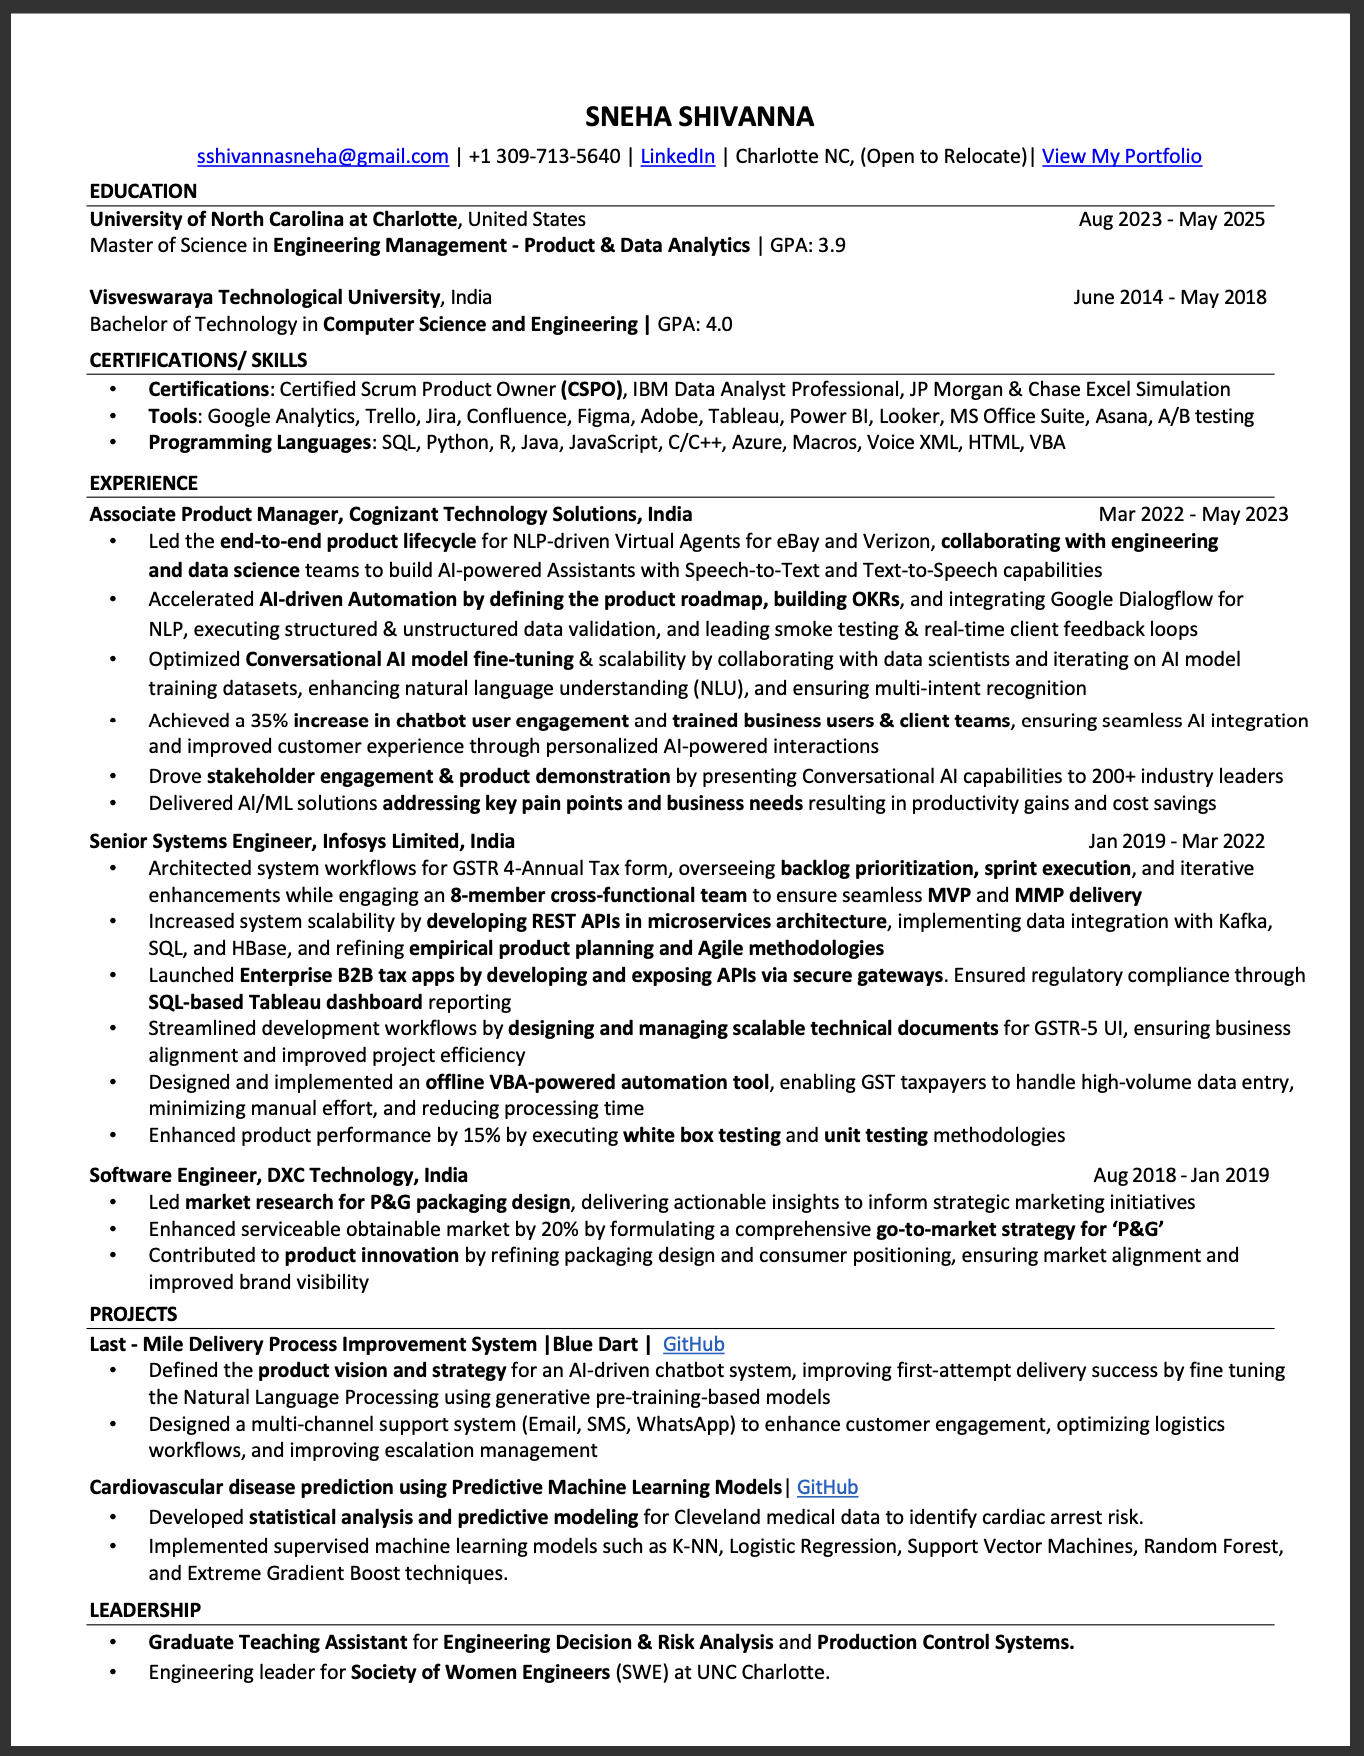 SNEHA SHIVANNA
sshivannasneha@gmail.com | +1 309-713-5640 | LinkedIn | Charlotte NC, (Open to Relocate)| View My Portfolio
EDUCATION
University of North Carolina at Charlotte, United States Aug 2023 - May 2025
Master of Science in Engineering Management - Product & Data Analytics | GPA: 3.9
Visveswaraya Technological University, India June 2014 - May 2018
Bachelor of Technology in Computer Science and Engineering | GPA: 4.0
CERTIFICATIONS/ SKILLS
• Certifications: Certified Scrum Product Owner (CSPO), IBM Data Analyst Professional, JP Morgan & Chase Excel Simulation
• Tools: Google Analytics, Trello, Jira, Confluence, Figma, Adobe, Tableau, Power BI, Looker, MS Office Suite, Asana, A/B testing
• Programming Languages: SQL, Python, R, Java, JavaScript, C/C++, Azure, Macros, Voice XML, HTML, VBA
EXPERIENCE
Associate Product Manager, Cognizant Technology Solutions, India Mar 2022 - May 2023
• Led the end-to-end product lifecycle for NLP-driven Virtual Agents for eBay and Verizon, collaborating with engineering
and data science teams to build AI-powered Assistants with Speech-to-Text and Text-to-Speech capabilities
• Accelerated AI-driven Automation by defining the product roadmap, building OKRs, and integrating Google Dialogflow for
NLP, executing structured & unstructured data validation, and leading smoke testing & real-time client feedback loops
• Optimized Conversational AI model fine-tuning & scalability by collaborating with data scientists and iterating on AI model
training datasets, enhancing natural language understanding (NLU), and ensuring multi-intent recognition
• Achieved a 35% increase in chatbot user engagement and trained business users & client teams, ensuring seamless AI integration
and improved customer experience through personalized AI-powered interactions
• Drove stakeholder engagement & product demonstration by presenting Conversational AI capabilities to 200+ industry leaders
• Delivered AI/ML solutions addressing key pain points and business needs resulting in productivity gains and cost savings
Senior Systems Engineer, Infosys Limited, India Jan 2019 - Mar 2022
• Architected system workflows for GSTR 4-Annual Tax form, overseeing backlog prioritization, sprint execution, and iterative
enhancements while engaging an 8-member cross-functional team to ensure seamless MVP and MMP delivery
• Increased system scalability by developing REST APIs in microservices architecture, implementing data integration with Kafka,
SQL, and HBase, and refining empirical product planning and Agile methodologies
• Launched Enterprise B2B tax apps by developing and exposing APIs via secure gateways. Ensured regulatory compliance through
SQL-based Tableau dashboard reporting
• Streamlined development workflows by designing and managing scalable technical documents for GSTR-5 UI, ensuring business
alignment and improved project efficiency
• Designed and implemented an offline VBA-powered automation tool, enabling GST taxpayers to handle high-volume data entry,
minimizing manual effort, and reducing processing time
• Enhanced product performance by 15% by executing white box testing and unit testing methodologies
Software Engineer, DXC Technology, India Aug 2018 - Jan 2019
• Led market research for P&G packaging design, delivering actionable insights to inform strategic marketing initiatives
• Enhanced serviceable obtainable market by 20% by formulating a comprehensive go-to-market strategy for ‘P&G’
• Contributed to product innovation by refining packaging design and consumer positioning, ensuring market alignment and
improved brand visibility
PROJECTS
Last - Mile Delivery Process Improvement System |Blue Dart | GitHub
• Defined the product vision and strategy for an AI-driven chatbot system, improving first-attempt delivery success by fine tuning
the Natural Language Processing using generative pre-training-based models
• Designed a multi-channel support system (Email, SMS, WhatsApp) to enhance customer engagement, optimizing logistics
workflows, and improving escalation management
Cardiovascular disease prediction using Predictive Machine Learning Models| GitHub
• Developed statistical analysis and predictive modeling for Cleveland medical data to identify cardiac arrest risk.
• Implemented supervised machine learning models such as K-NN, Logistic Regression, Support Vector Machines, Random Forest,
and Extreme Gradient Boost techniques.
LEADERSHIP
• Graduate Teaching Assistant for Engineering Decision & Risk Analysis and Production Control Systems.
• Engineering leader for Society of Women Engineers (SWE) at UNC Charlotte.